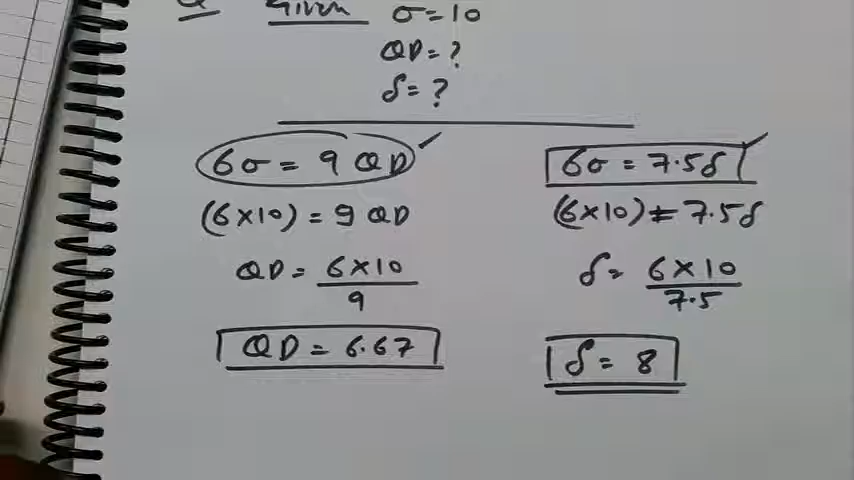 Given σ = 10
QD = ?
δ = ?
6σ = 9 QD ✓
(6×10) = 9 QD
QD = 6×10 / 9
QD = 6.67
6σ = 7.5δ ✓
(6×10) = 7.5δ
δ = 6×10 / 7.5
δ = 8